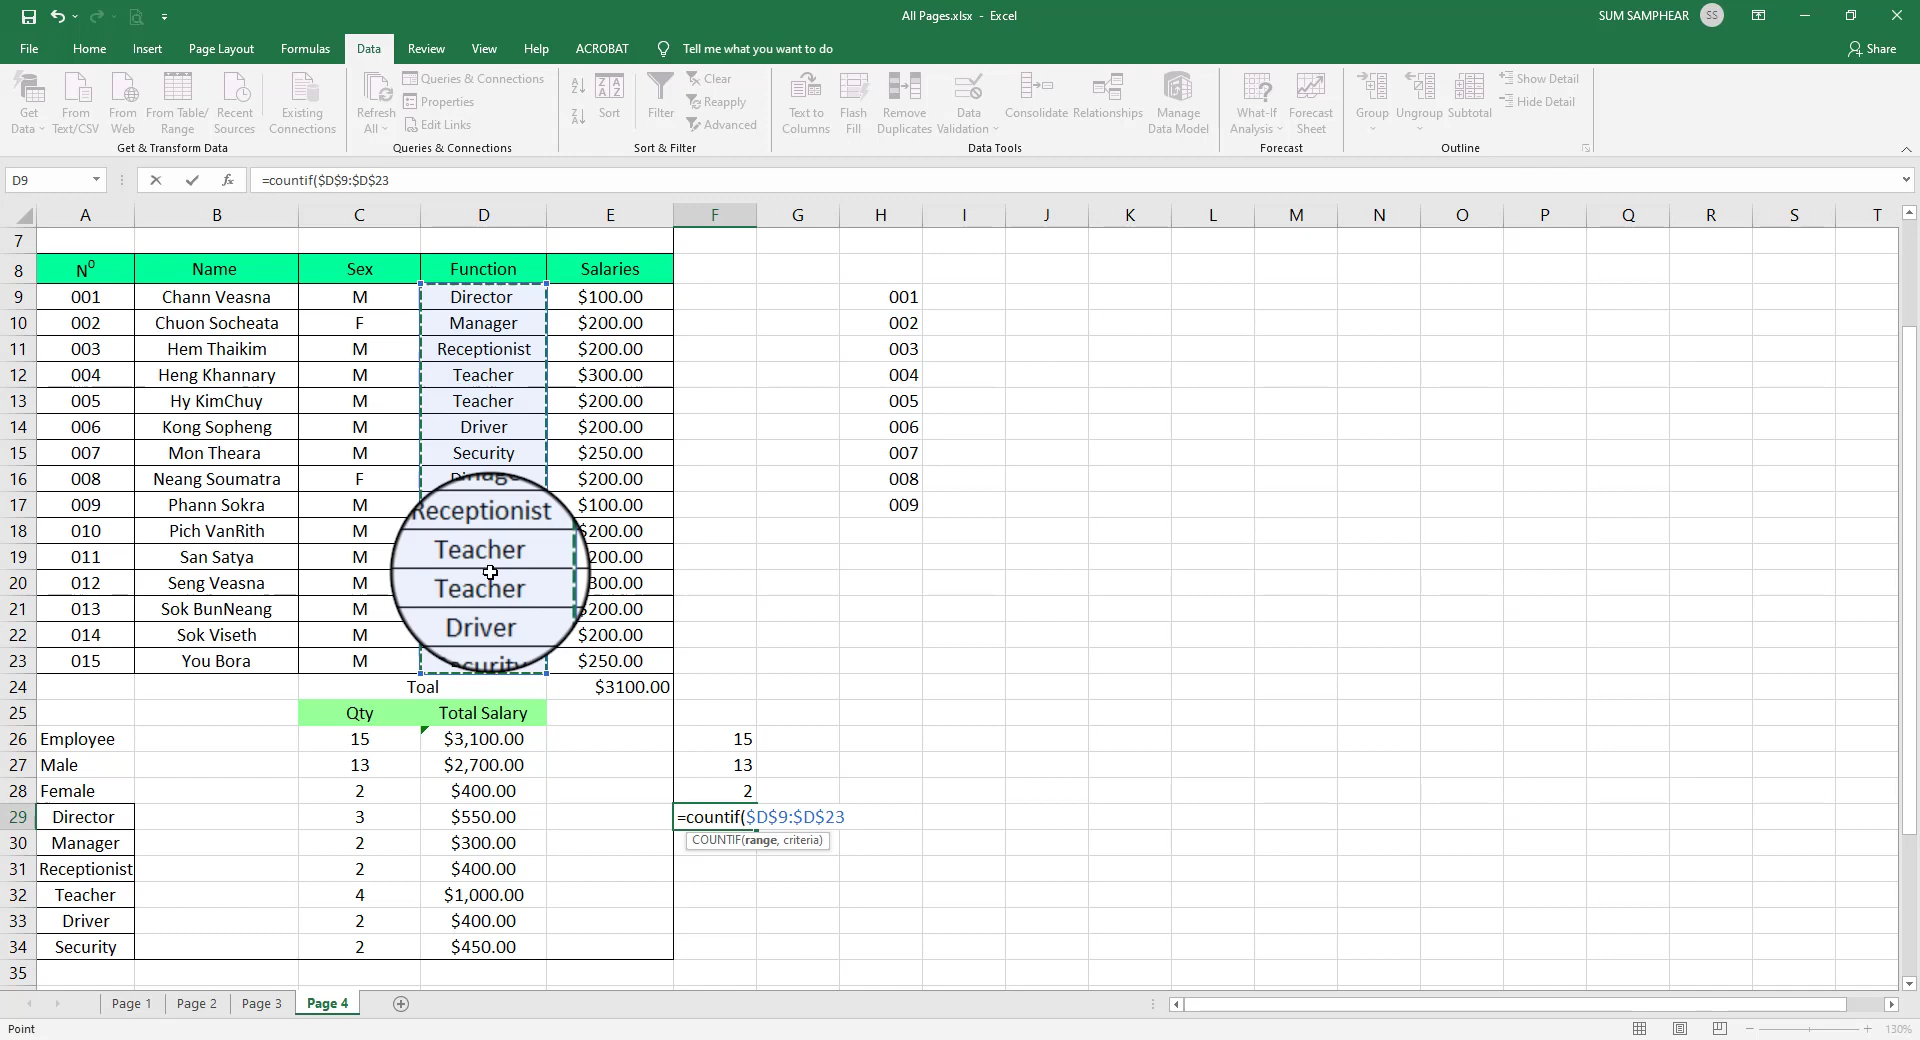 All Pages.xlsx - Excel
SUM SAMPHEAR SS
File Home Insert Page Layout Formulas Data Review View Help ACROBAT Tell me what you want to do Share
Get Data From Text/CSV From Web From Table/Range Recent Sources Existing Connections
Get & Transform Data
Refresh All Queries & Connections Properties Edit Links
Queries & Connections
Sort Filter Clear Reapply Advanced
Sort & Filter
Text to Columns Flash Fill Remove Duplicates Data Validation Consolidate Relationships Manage Data Model
Data Tools
What-If Analysis Forecast Sheet
Forecast
Group Ungroup Subtotal Show Detail Hide Detail
Outline
D9 fx =countif($D$9:$D$23
A B C D E F G H I J K L M N O P Q R S T
7
8 N⁰ Name Sex Function Salaries
9 001 Chann Veasna M Director $100.00 001
10 002 Chuon Socheata F Manager $200.00 002
11 003 Hem Thaikim M Receptionist $200.00 003
12 004 Heng Khannary M Teacher $300.00 004
13 005 Hy KimChuy M Teacher $200.00 005
14 006 Kong Sopheng M Driver $200.00 006
15 007 Mon Theara M Security $250.00 007
16 008 Neang Soumatra F $200.00 008
17 009 Phann Sokra M Receptionist $100.00 009
18 010 Pich VanRith M Teacher $200.00
19 011 San Satya M 200.00
20 012 Seng Veasna M Teacher 300.00
21 013 Sok BunNeang M Driver $200.00
22 014 Sok Viseth M $200.00
23 015 You Bora M $250.00
24 Toal $3100.00
25 Qty Total Salary
26 Employee 15 $3,100.00 15
27 Male 13 $2,700.00 13
28 Female 2 $400.00 2
29 Director 3 $550.00 =countif($D$9:$D$23
30 Manager 2 $300.00 COUNTIF(range, criteria)
31 Receptionist 2 $400.00
32 Teacher 4 $1,000.00
33 Driver 2 $400.00
34 Security 2 $450.00
35
Page 1 Page 2 Page 3 Page 4
Point 130%